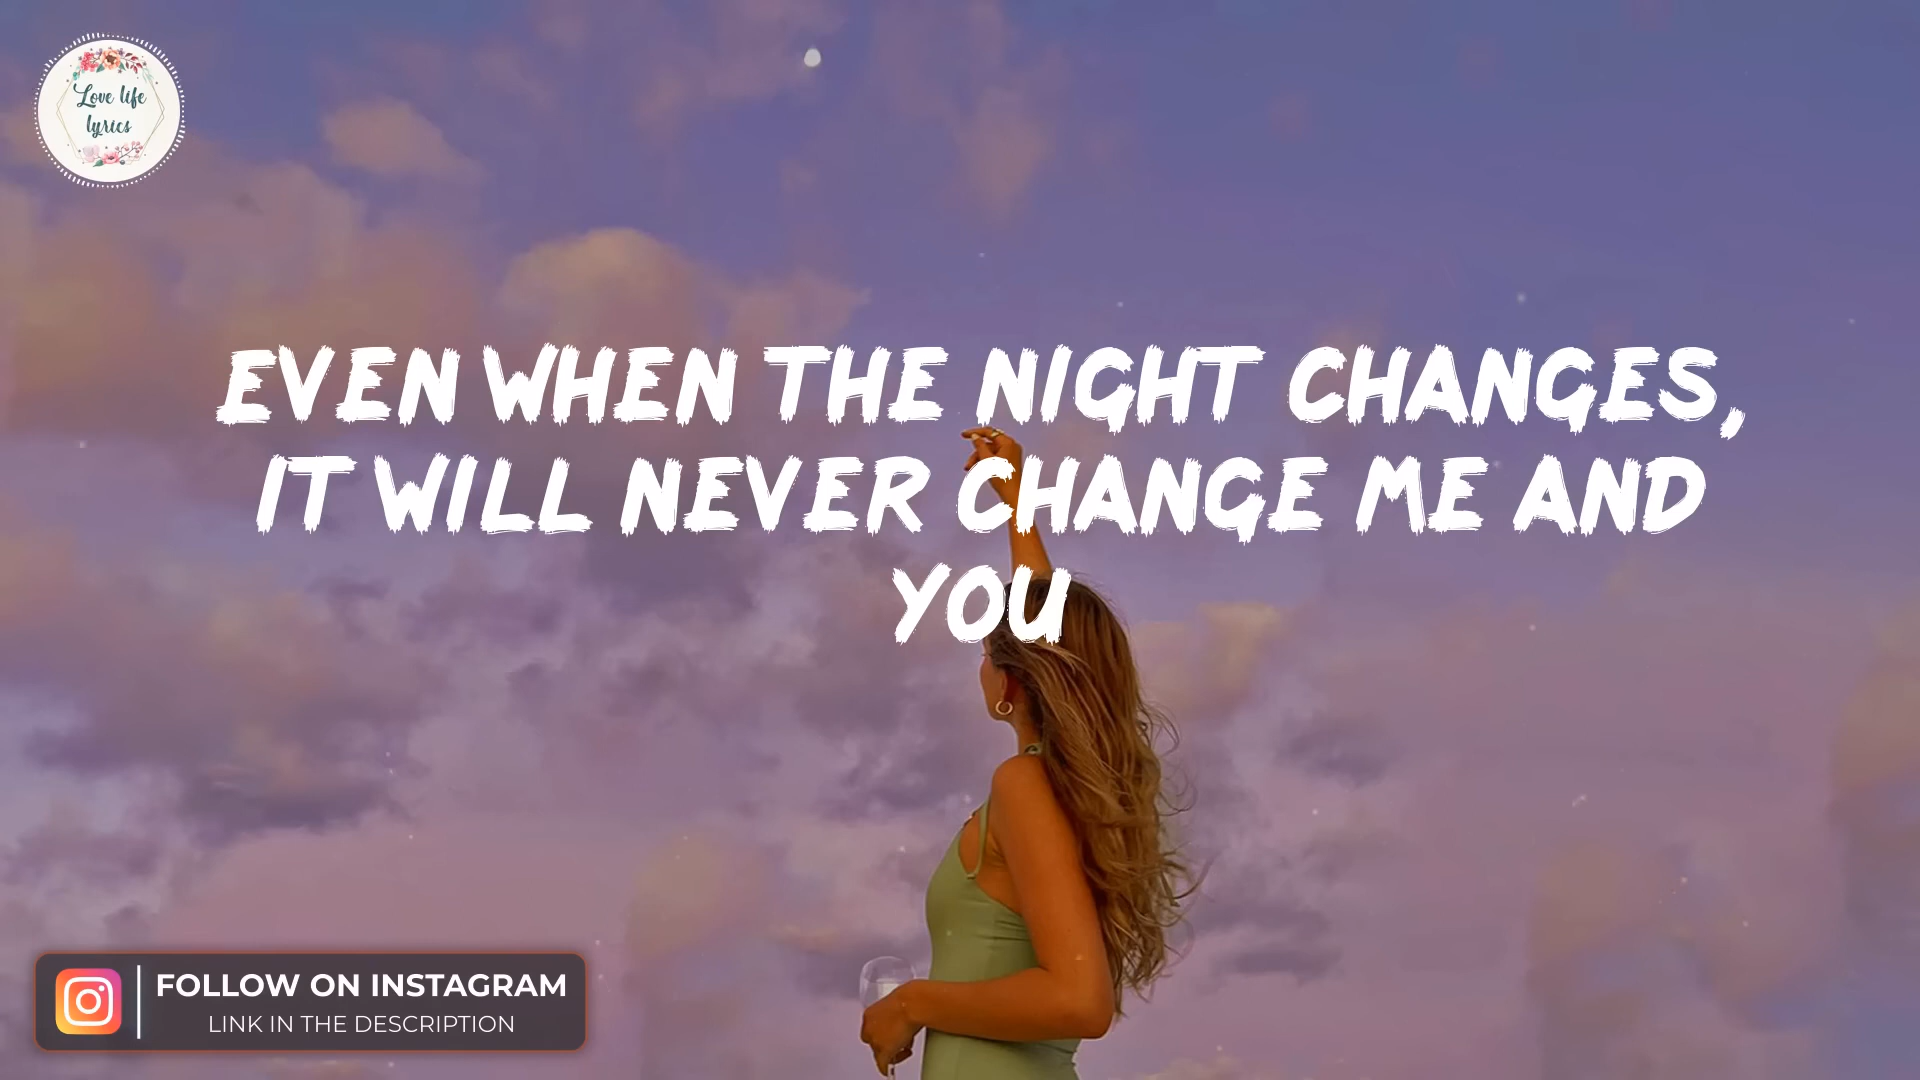 Love life
lyrics
EVEN WHEN THE NIGHT CHANGES,
IT WILL NEVER CHANGE ME AND
YOU
FOLLOW ON INSTAGRAM
LINK IN THE DESCRIPTION